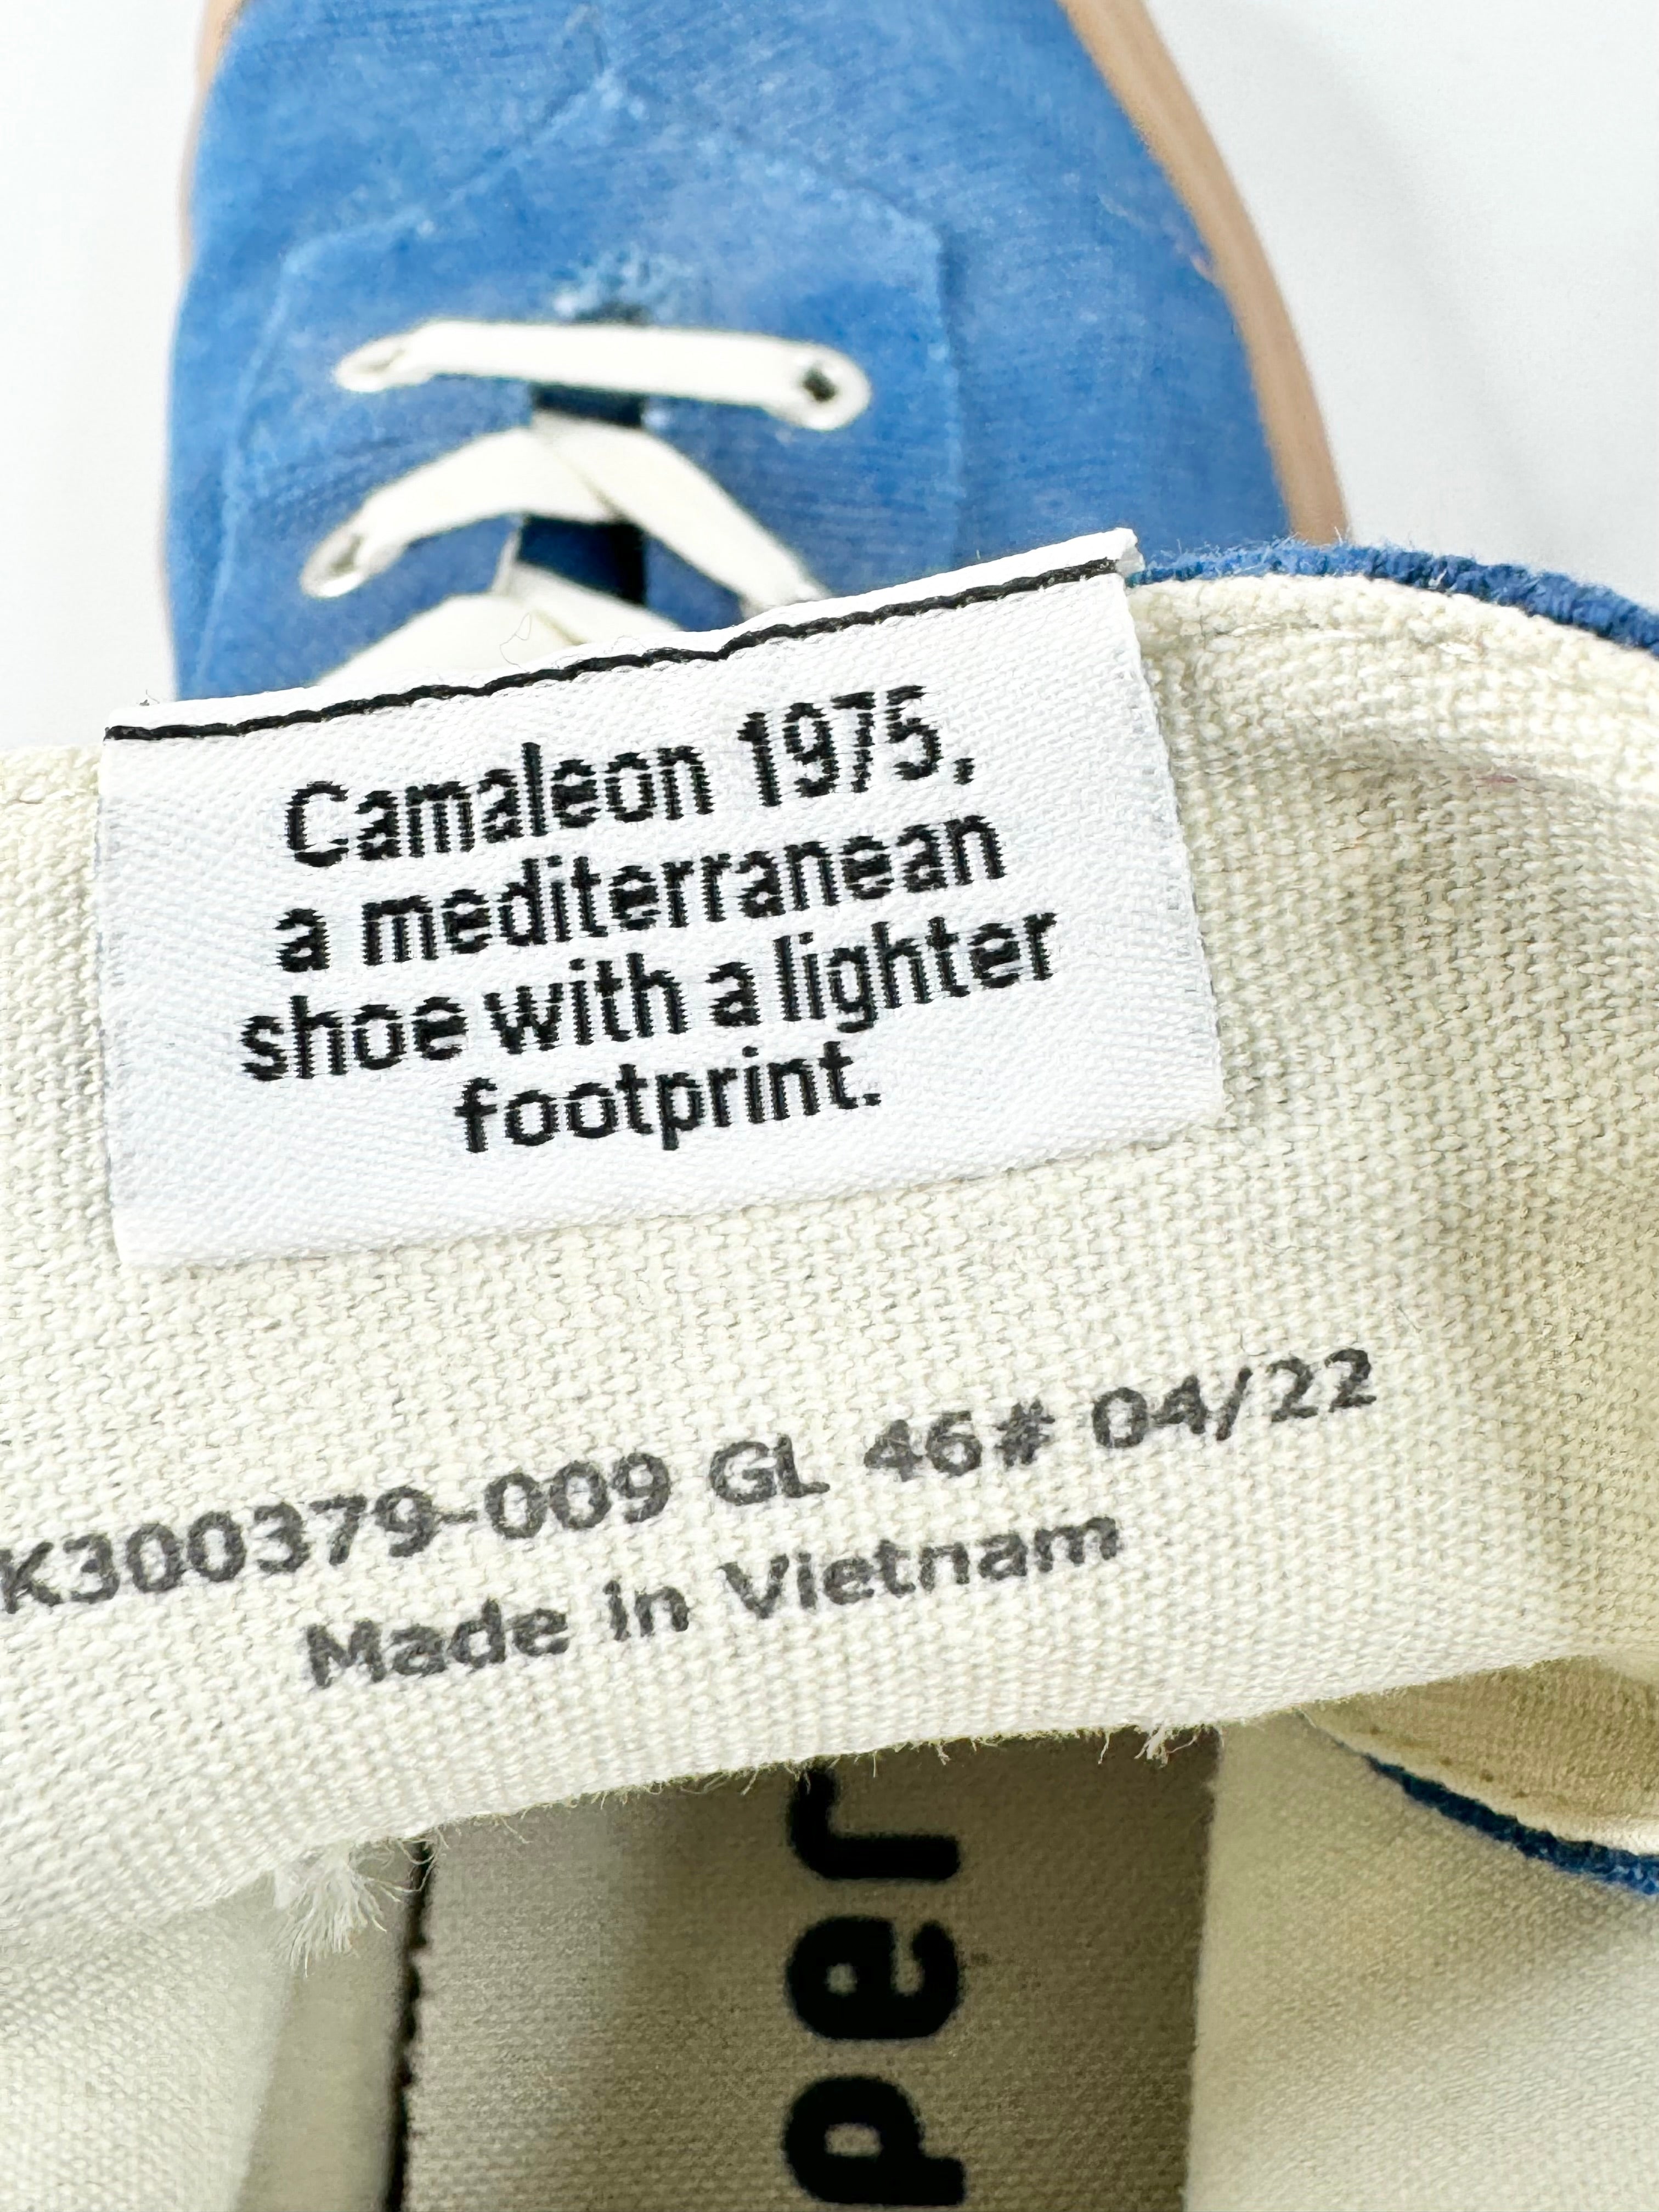 Camaleon 1975,
a mediterranean
shoe with a lighter
footprint.
K300379-009 GL 46# 04/22
Made in Vietnam
per